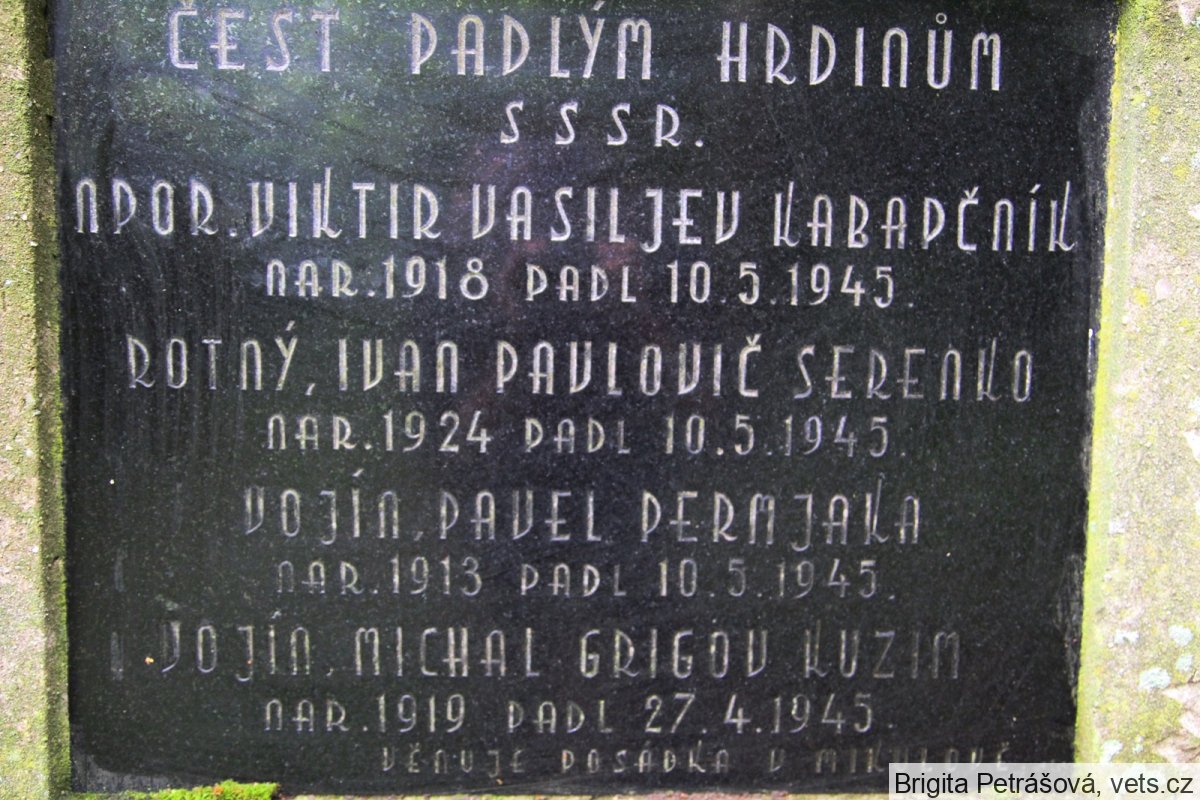 ČEST PADLÝM HRDINŮM
SSSR.
NPOR. VIKTIR VASILJEV KABAPČNÍK
NAR. 1918 PADL 10.5.1945.
ROTNÝ, IVAN PAVLOVIČ SERENKO
NAR. 1924 PADL 10.5.1945.
VOJÍN, PAVEL PERMJAKA
NAR. 1913 PADL 10.5.1945.
VOJÍN, MICHAL GRIGOV KUZIM
NAR. 1919 PADL 27.4.1945.
VĚNUJE POSÁDKA V MIKULOVĚ
Brigita Petrášová, vets.cz